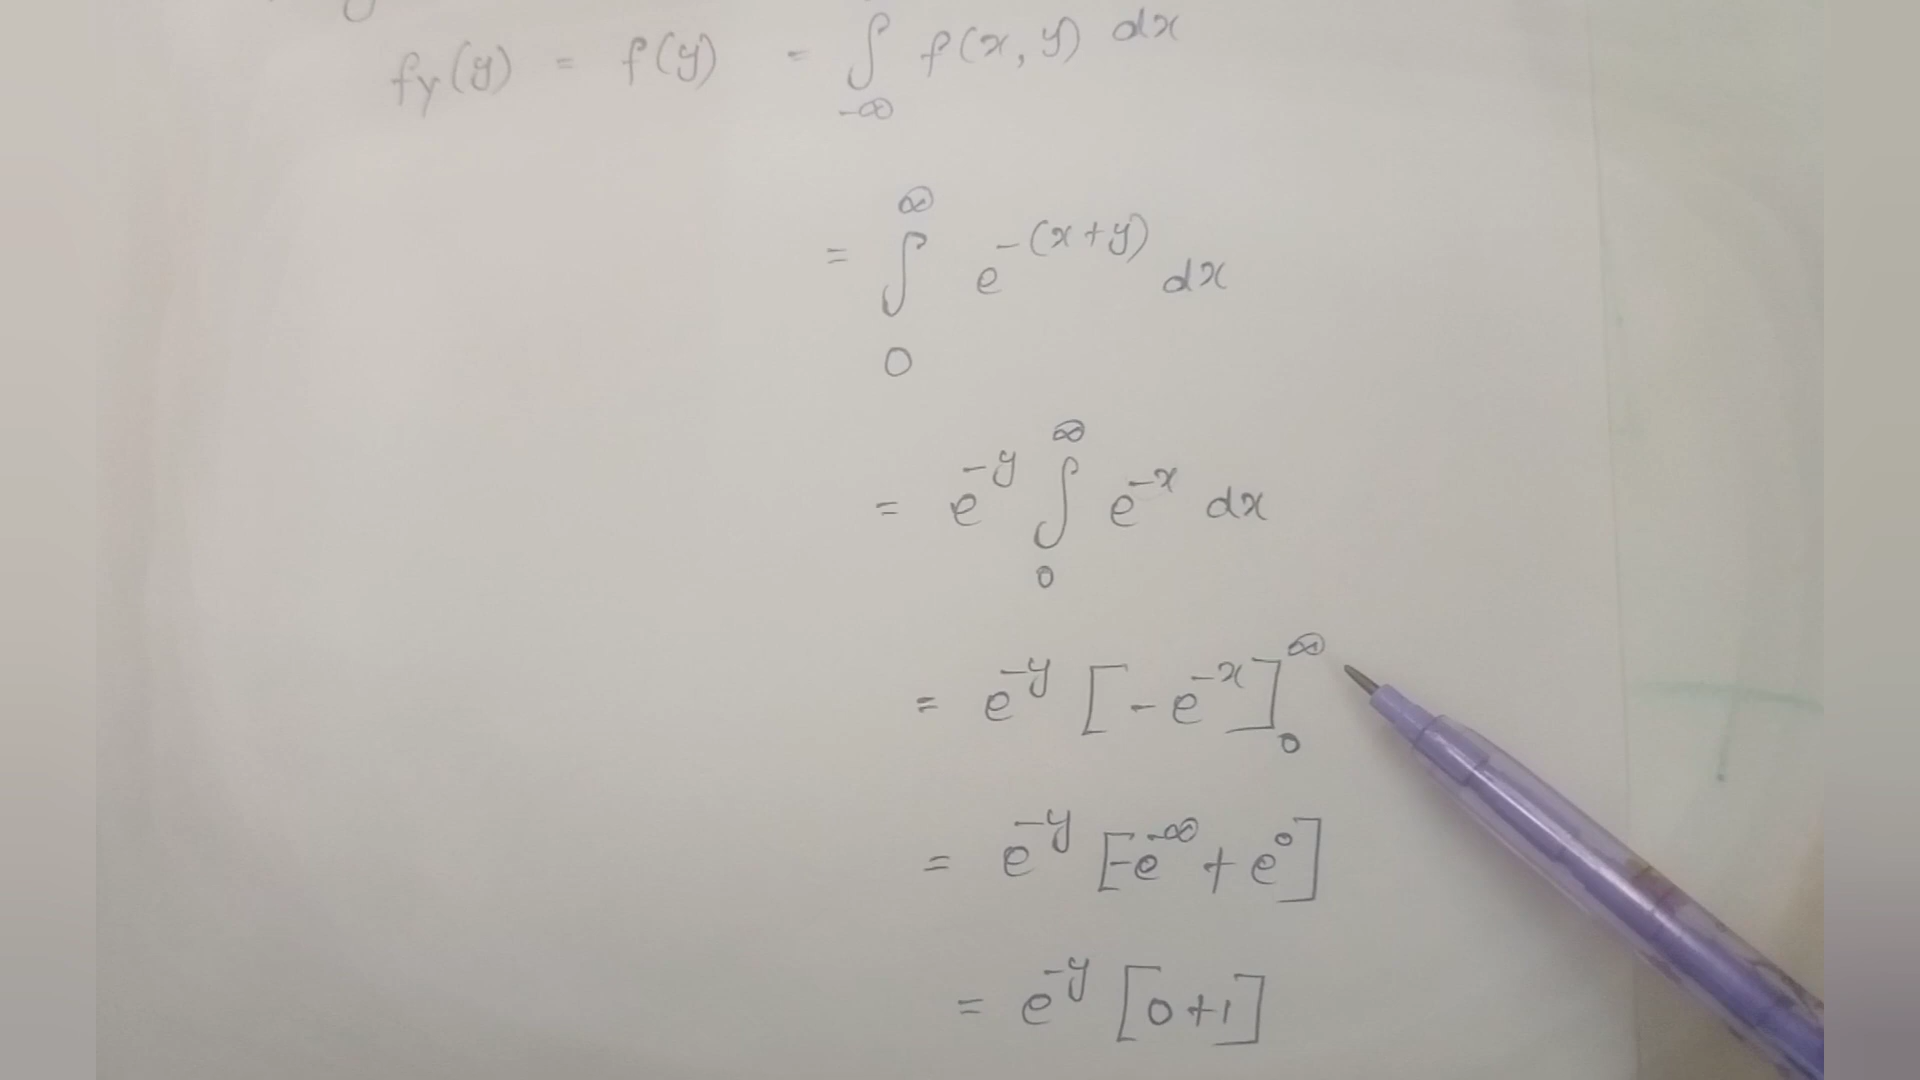 fy(y) = f(y) = ∫_{-∞} f(x, y) dx
= ∫_0^∞ e^{-(x+y)} dx
= e^{-y} ∫_0^∞ e^{-x} dx
= e^{-y} [-e^{-x}]_0^∞
= e^{-y} [-e^{-∞} + e^0]
= e^{-y} [0+1]